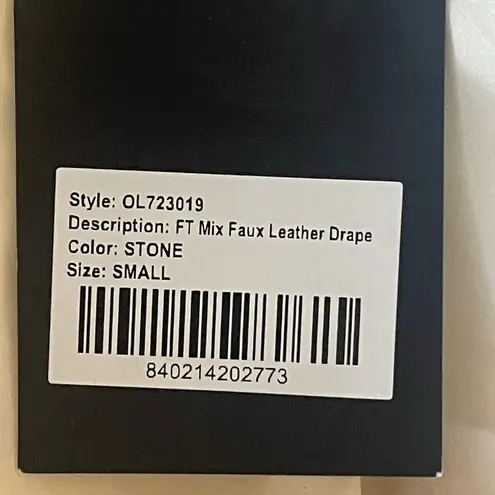 Style: OL723019
Description: FT Mix Faux Leather Drape
Color: STONE
Size: SMALL
840214202773